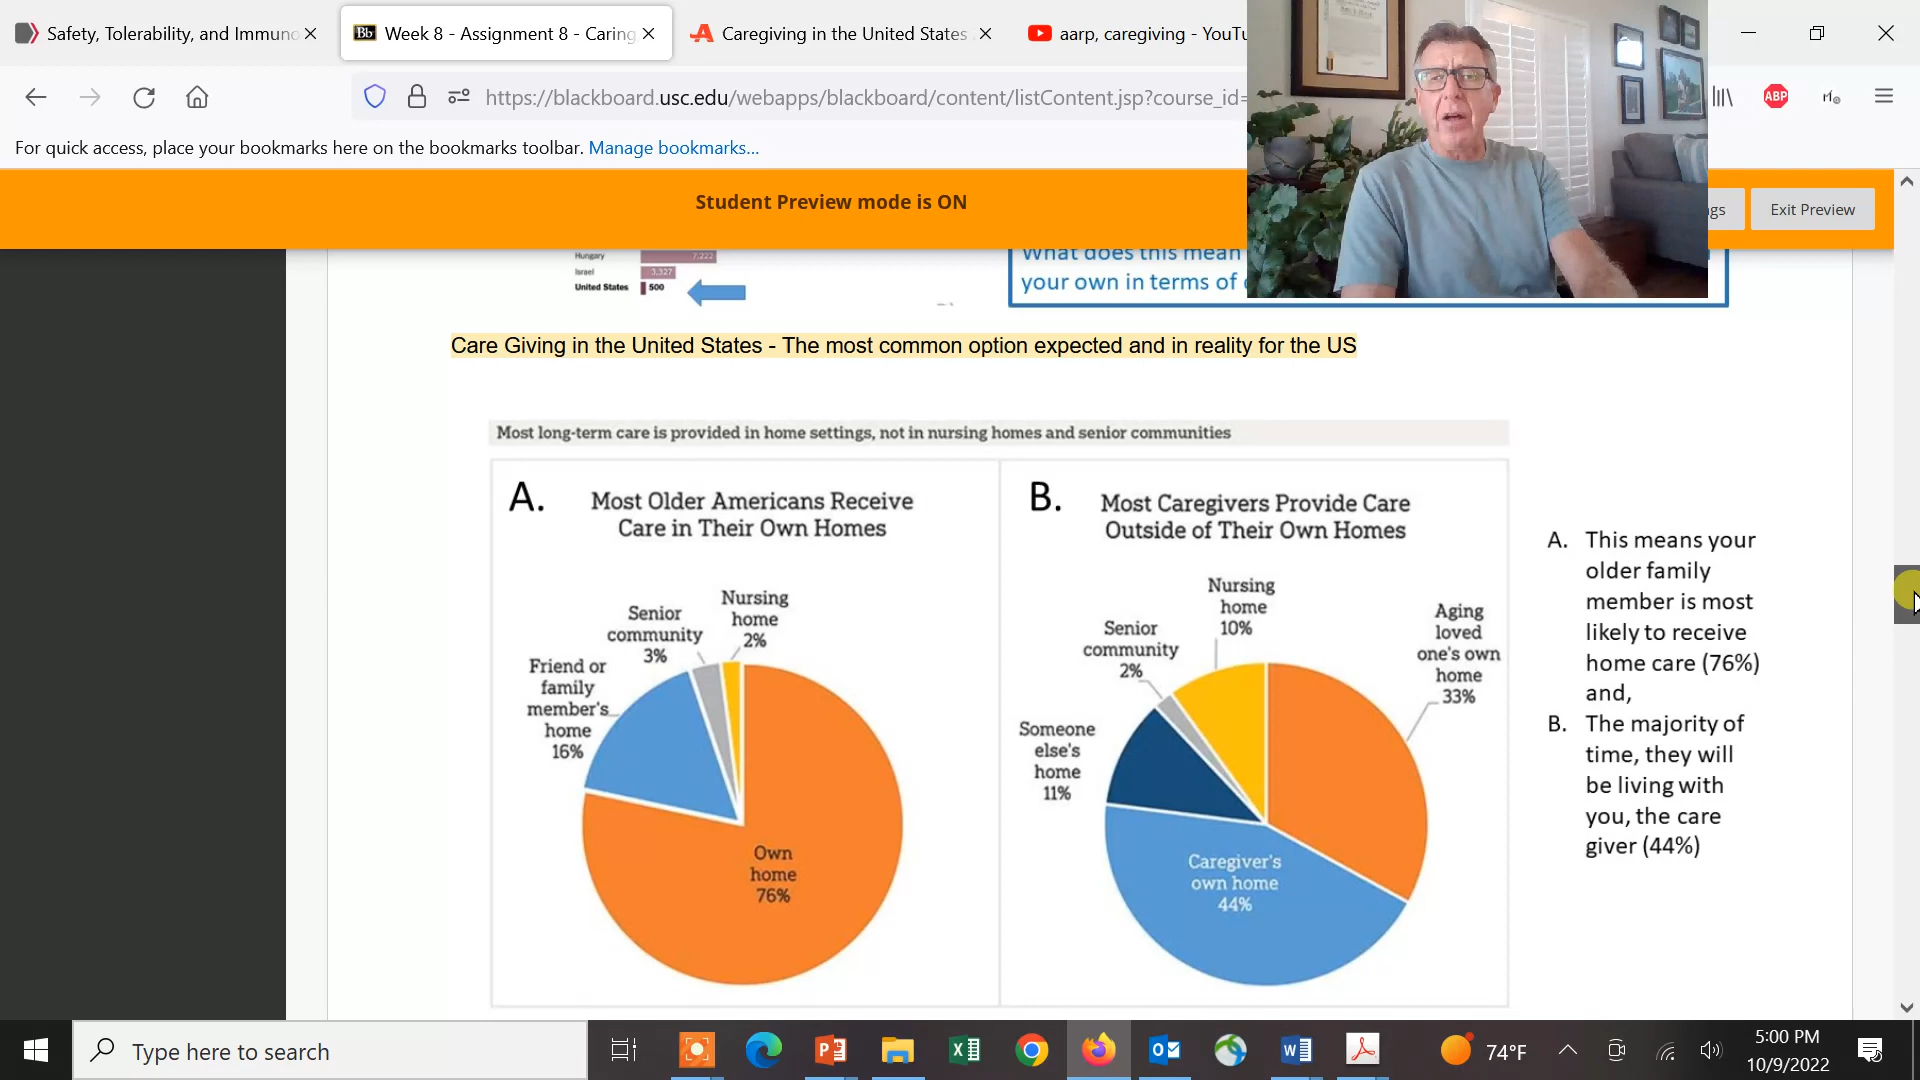 Safety, Tolerability, and Immuno
Week 8 - Assignment 8 - Caring
Caregiving in the United States
aarp, caregiving - YouTu
https://blackboard.usc.edu/webapps/blackboard/content/listContent.jsp?course_id=
ABP
For quick access, place your bookmarks here on the bookmarks toolbar. Manage bookmarks...
Student Preview mode is ON
Exit Preview
Hungary 7,222
Israel 3,327
United States 500
What does this mean
your own in terms of
Care Giving in the United States - The most common option expected and in reality for the US
Most long-term care is provided in home settings, not in nursing homes and senior communities
A.
Most Older Americans Receive
Care in Their Own Homes
Nursing
home
2%
Senior
community
3%
Friend or
family
member's
home
16%
Own
home
76%
B.
Most Caregivers Provide Care
Outside of Their Own Homes
Nursing
home
10%
Senior
community
2%
Someone
else's
home
11%
Aging
loved
one's own
home
33%
Caregiver's
own home
44%
A. This means your
older family
member is most
likely to receive
home care (76%)
and,
B. The majority of
time, they will
be living with
you, the care
giver (44%)
Type here to search
74°F
5:00 PM
10/9/2022